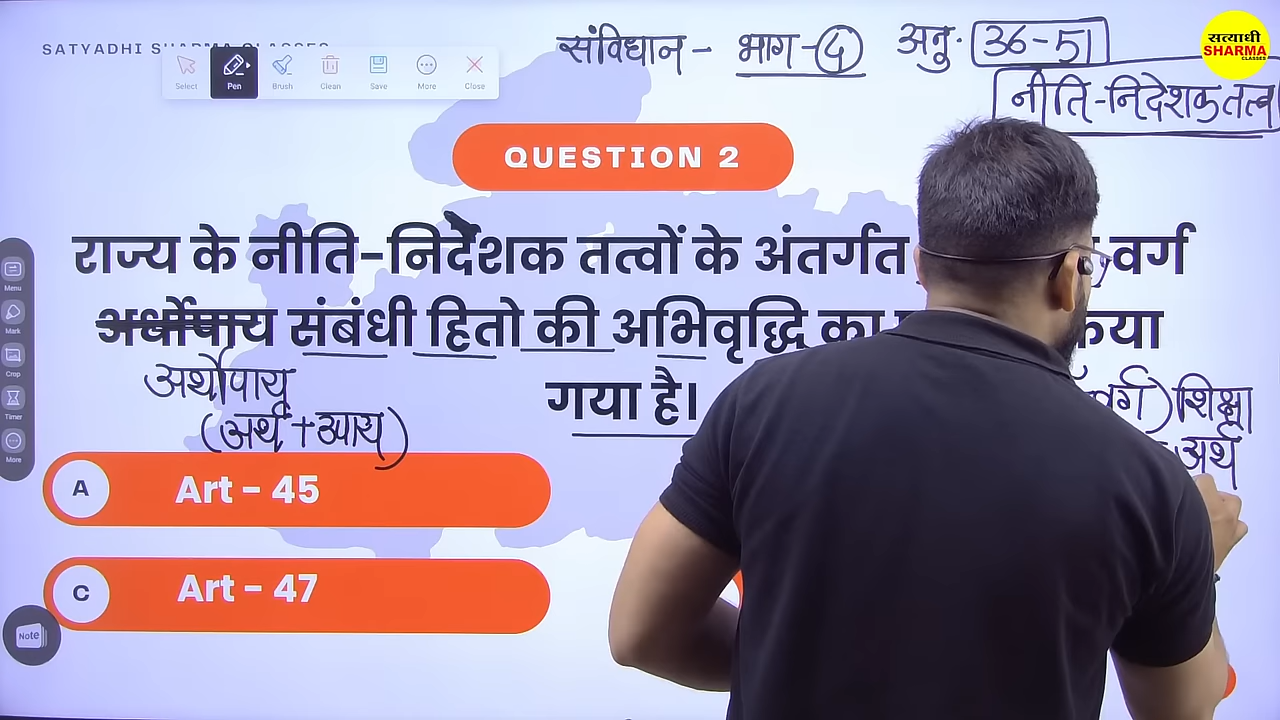 SATYADHI SHARMA CLASSES
संविधान - भाग - 4 अनु. 36-51
सत्याधी
SHARMA
CLASSES
नीति-निदेशक तत्व
Select Pen Brush Clean Save More Close
QUESTION 2
राज्य के नीति-निर्देशक तत्वों के अंतर्गत वर्ग
अर्थोपाय संबंधी हितो की अभिवृद्धि का
गया है।
वर्ग) शिक्षा
अर्थ
अर्थोपाय
(अर्थ + उपाय)
A Art - 45
C Art - 47
Menu
Mark
Crop
Timer
More
Note